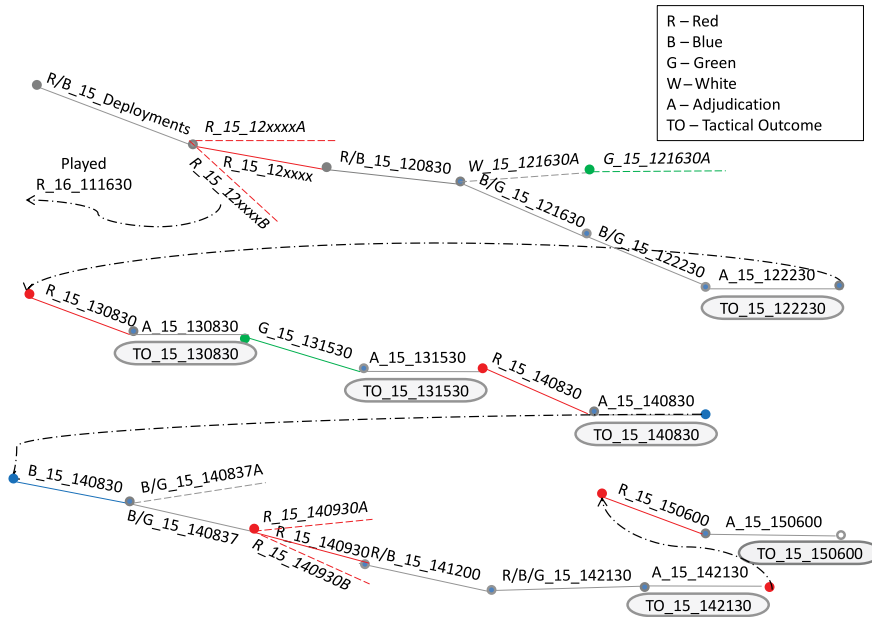 R – Red
B – Blue
G – Green
W – White
A – Adjudication
TO – Tactical Outcome
R/B_15_Deployments
R_15_12xxxxA
R_15_12xxxx
R_15_12xxxxB
Played
R_16_111630
R/B_15_120830
W_15_121630A
G_15_121630A
B/G_15_121630
B/G_15_122230
A_15_122230
TO_15_122230
R_15_130830
A_15_130830
TO_15_130830
G_15_131530
A_15_131530
TO_15_131530
R_15_140830
A_15_140830
TO_15_140830
B_15_140830
B/G_15_140837A
B/G_15_140837
R_15_140930A
R_15_140930
R_15_140930B
R/B_15_141200
R/B/G_15_142130
A_15_142130
TO_15_142130
R_15_150600
A_15_150600
TO_15_150600